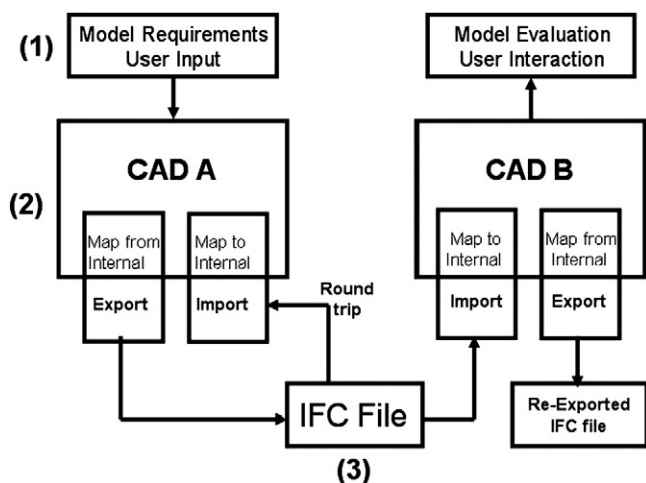 (1)
Model Requirements
User Input
Model Evaluation
User Interaction
(2)
CAD A
Map from
Internal
Export
Map to
Internal
Import
Round
trip
CAD B
Map to
Internal
Import
Map from
Internal
Export
IFC File
(3)
Re-Exported
IFC file